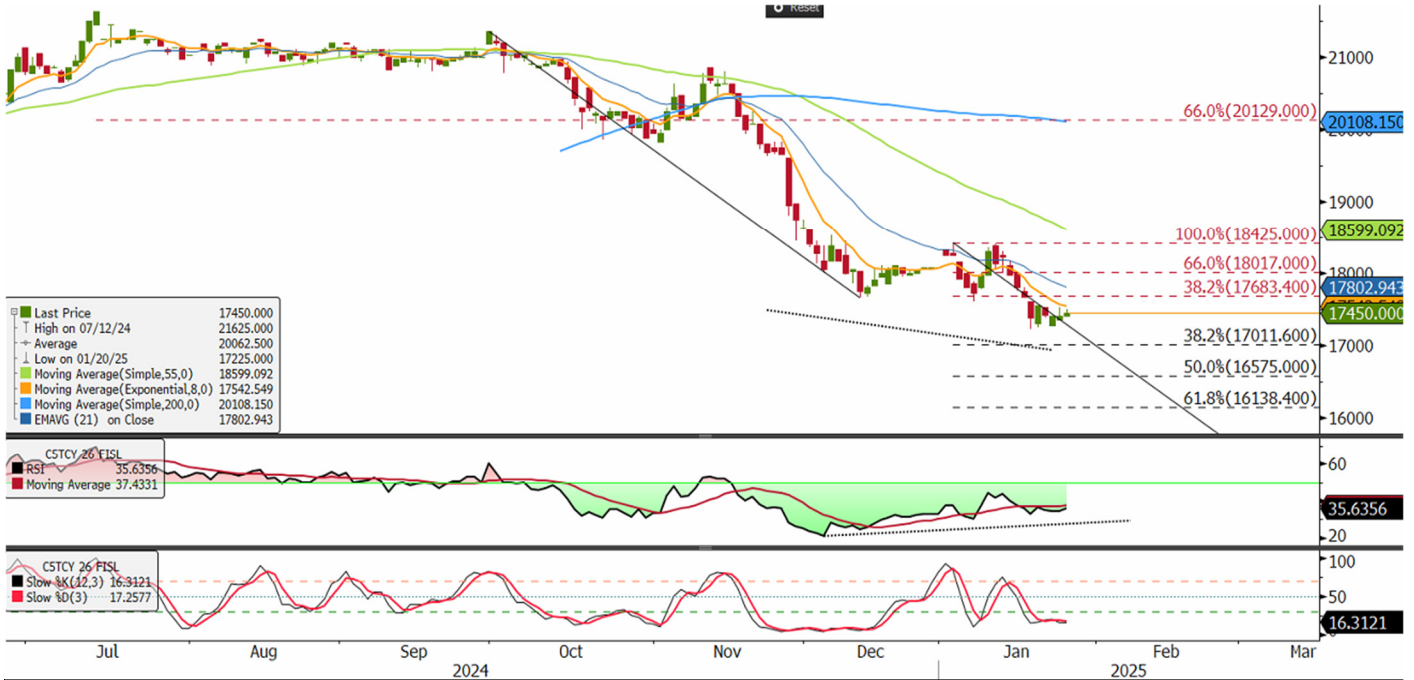 Reset
21000
66.0%(20129.000)
20108.150
19000
18599.092
100.0%(18425.000)
66.0%(18017.000)
18000
17802.943
38.2%(17683.400)
17450.000
38.2%(17011.600)
17000
50.0%(16575.000)
61.8%(16138.400)
16000
Last Price 17450.000
High on 07/12/24 21625.000
Average 20062.500
Low on 01/20/25 17225.000
Moving Average(Simple,55,0) 18599.092
Moving Average(Exponential,8,0) 17542.549
Moving Average(Simple,200,0) 20108.150
EMAVG (21) on Close 17802.943
C5TCY 26 FISL
RSI 35.6356
Moving Average 37.4331
60
35.6356
20
C5TCY 26 FISL
Slow %K(12,3) 16.3121
Slow %D(3) 17.2577
100
50
16.3121
Jul Aug Sep Oct Nov Dec Jan Feb Mar
2024 2025